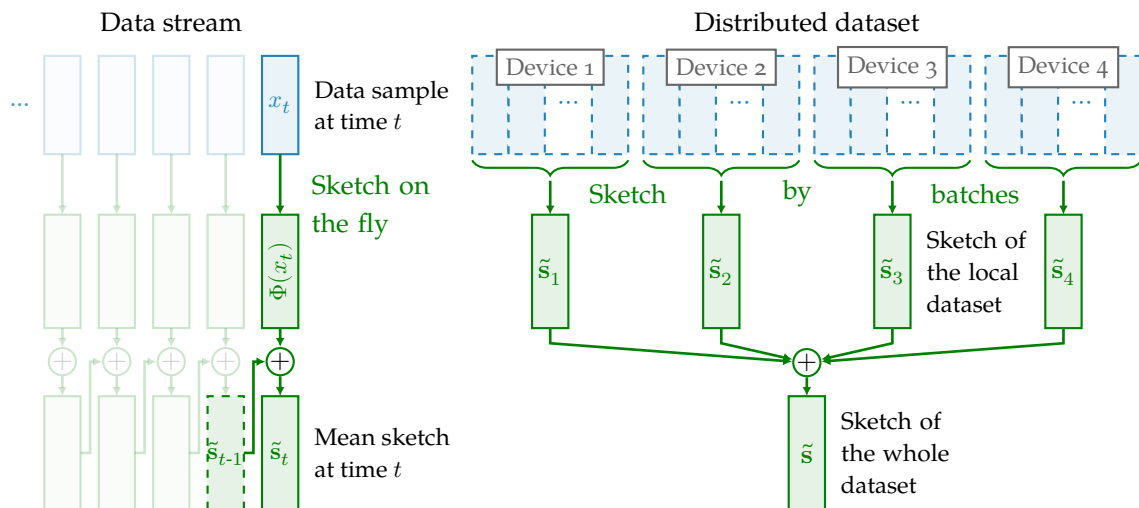 Data stream
...
x_t
Data sample
at time t
Sketch on
the fly
Φ(x_t)
+
+
+
+
+
s̃_{t-1}
s̃_t
Mean sketch
at time t
Distributed dataset
Device 1
Device 2
Device 3
Device 4
...
...
...
...
Sketch by batches
s̃_1
s̃_2
s̃_3
s̃_4
Sketch of
the local
dataset
+
s̃
Sketch of
the whole
dataset